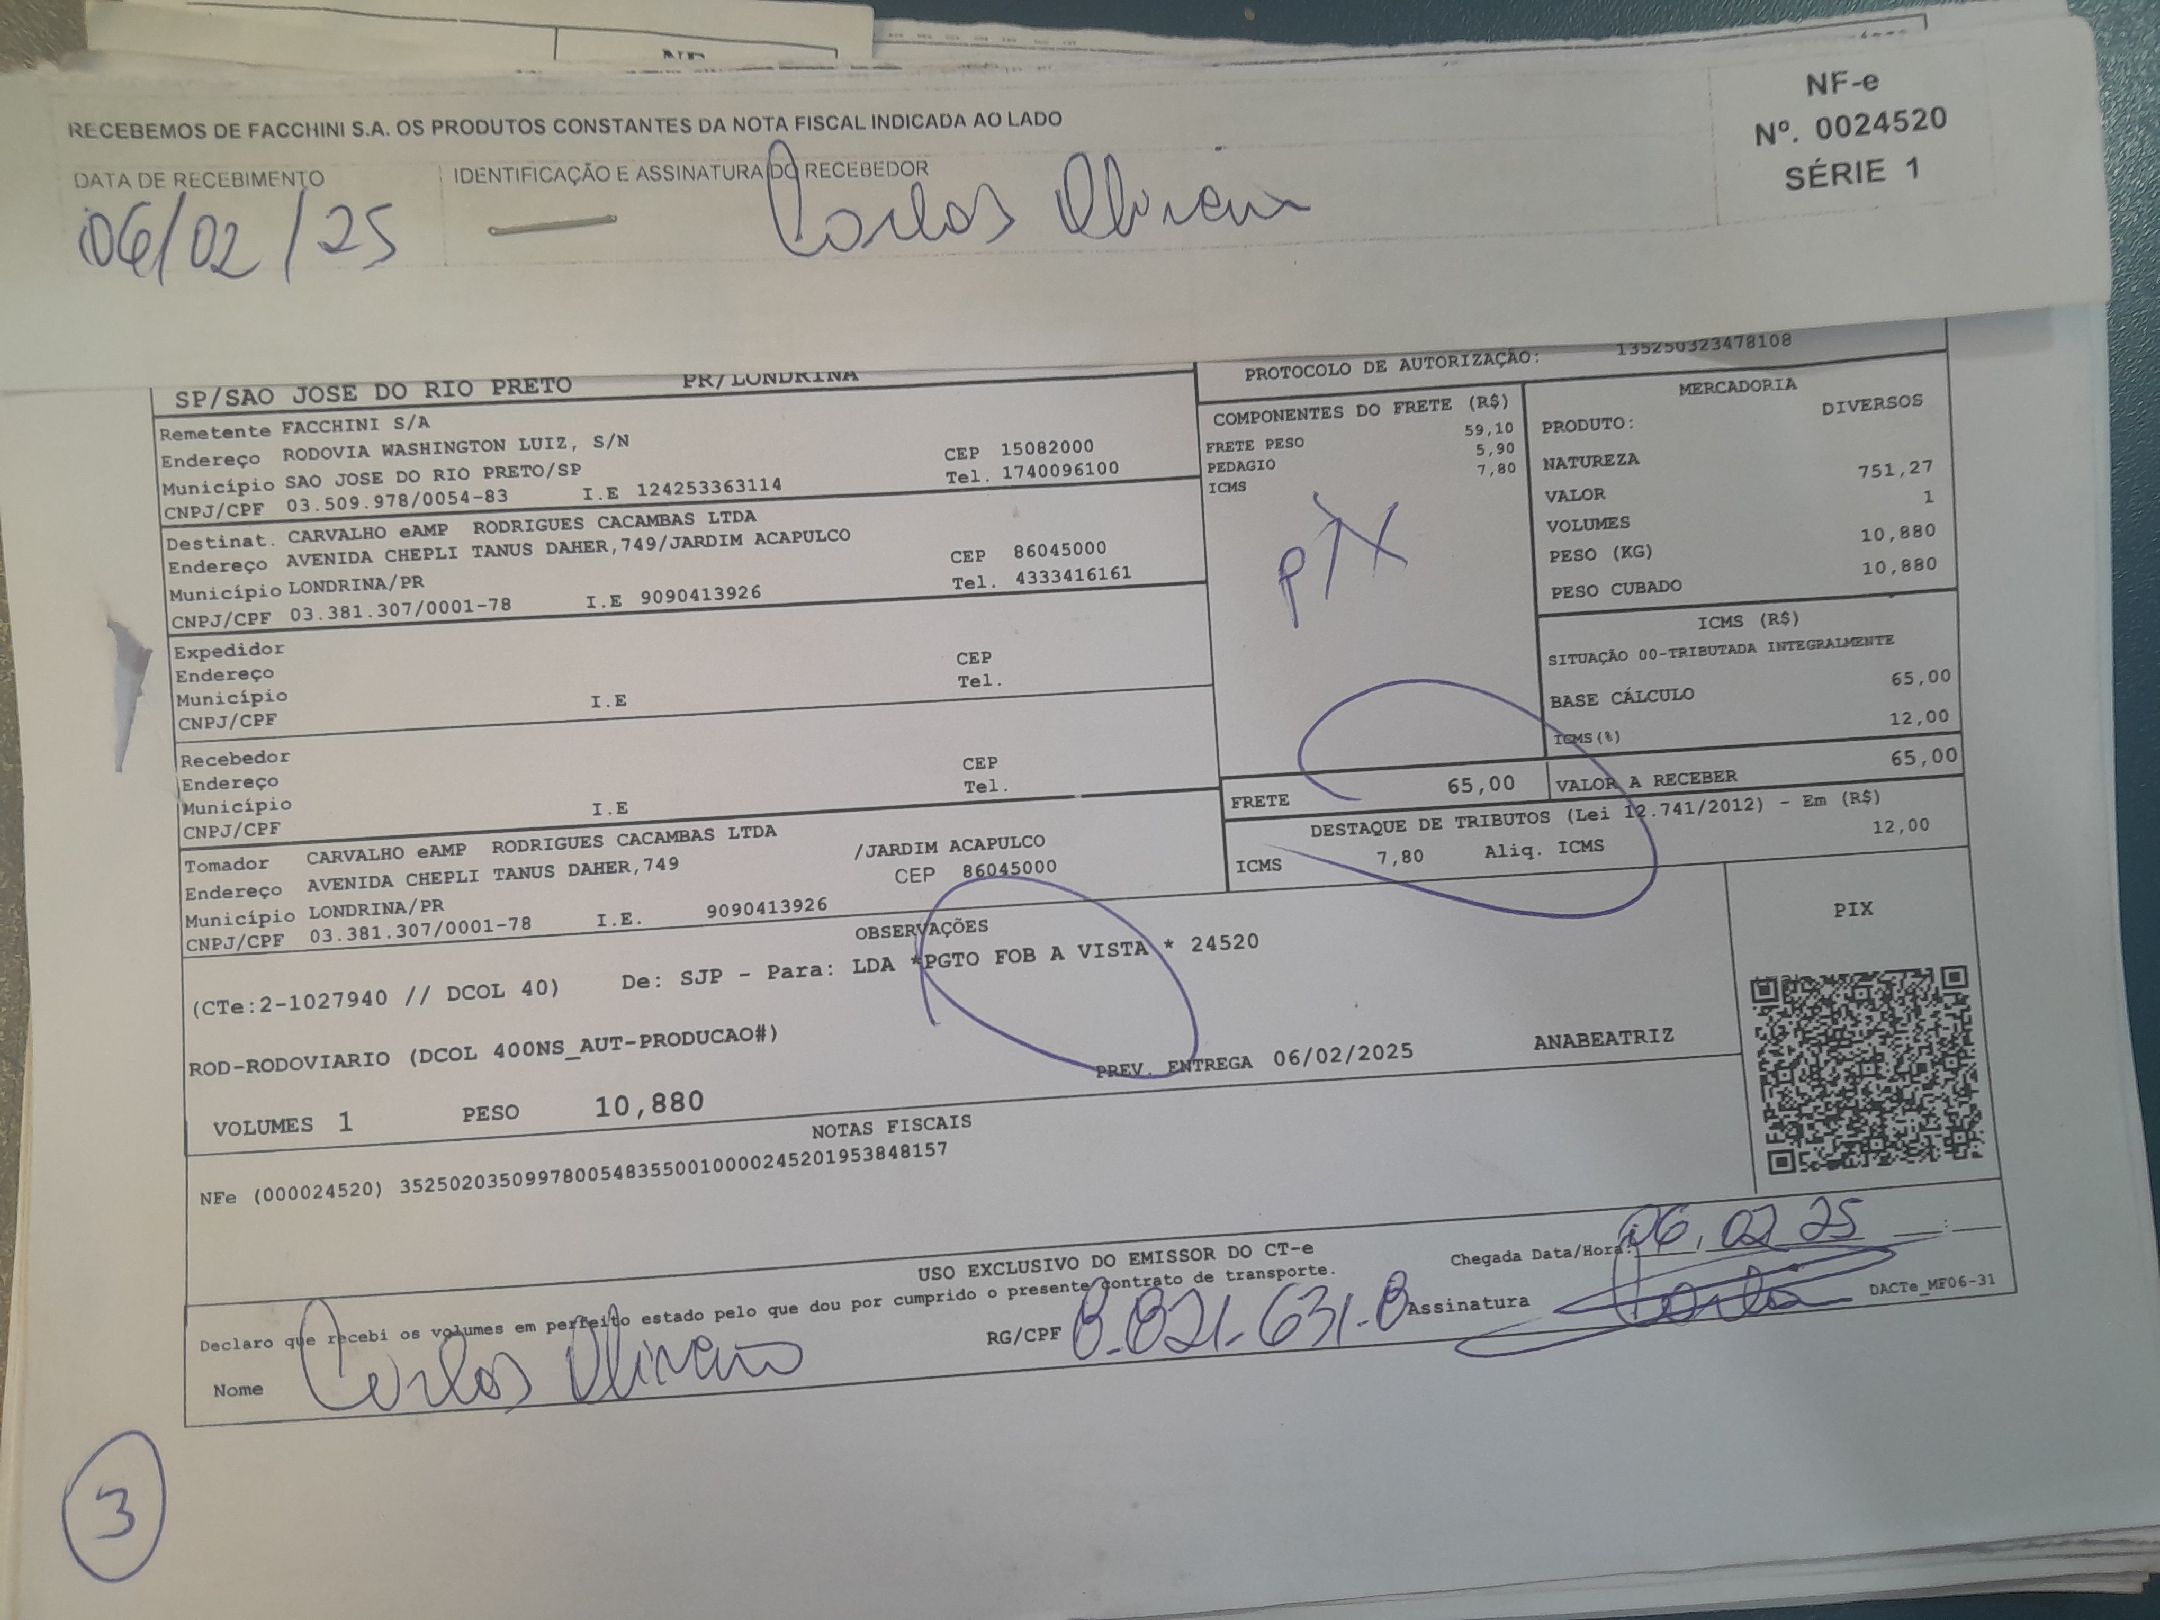 RECEBEMOS DE FACCHINI S.A. OS PRODUTOS CONSTANTES DA NOTA FISCAL INDICADA AO LADO
NF-e
Nº. 0024520
SÉRIE 1
DATA DE RECEBIMENTO
IDENTIFICAÇÃO E ASSINATURA DO RECEBEDOR
06/02/25
Carlos Oliveira
SP/SAO JOSE DO RIO PRETO PR/LONDRINA
PROTOCOLO DE AUTORIZAÇÃO: 135250323478108
Remetente FACCHINI S/A
Endereço RODOVIA WASHINGTON LUIZ, S/N CEP 15082000
Município SAO JOSE DO RIO PRETO/SP Tel. 1740096100
CNPJ/CPF 03.509.978/0054-83 I.E 124253363114
Destinat. CARVALHO eAMP RODRIGUES CACAMBAS LTDA
Endereço AVENIDA CHEPLI TANUS DAHER,749/JARDIM ACAPULCO CEP 86045000
Município LONDRINA/PR Tel. 4333416161
CNPJ/CPF 03.381.307/0001-78 I.E 9090413926
Expedidor
Endereço CEP
Município Tel.
CNPJ/CPF I.E
Recebedor
Endereço CEP
Município Tel.
CNPJ/CPF I.E
Tomador CARVALHO eAMP RODRIGUES CACAMBAS LTDA
Endereço AVENIDA CHEPLI TANUS DAHER,749 /JARDIM ACAPULCO
Município LONDRINA/PR CEP 86045000
CNPJ/CPF 03.381.307/0001-78 I.E. 9090413926
COMPONENTES DO FRETE (R$)
FRETE PESO 59,10
PEDAGIO 5,90
ICMS 7,80
PIX
MERCADORIA
PRODUTO: DIVERSOS
NATUREZA
VALOR 751,27
VOLUMES 1
PESO (KG) 10,880
PESO CUBADO 10,880
ICMS (R$)
SITUAÇÃO 00-TRIBUTADA INTEGRALMENTE
BASE CÁLCULO 65,00
ICMS(%) 12,00
FRETE 65,00
VALOR A RECEBER 65,00
DESTAQUE DE TRIBUTOS (Lei 12.741/2012) - Em (R$)
ICMS 7,80 Aliq. ICMS 12,00
OBSERVAÇÕES
(CTe:2-1027940 // DCOL 40) De: SJP - Para: LDA *PGTO FOB A VISTA * 24520
ROD-RODOVIARIO (DCOL 400NS_AUT-PRODUCAO#)
PREV. ENTREGA 06/02/2025 ANABEATRIZ
VOLUMES 1 PESO 10,880
PIX
NOTAS FISCAIS
NFe (000024520) 35250203509978005483550010000245201953848157
USO EXCLUSIVO DO EMISSOR DO CT-e
Declaro que recebi os volumes em perfeito estado pelo que dou por cumprido o presente contrato de transporte.
Chegada Data/Hora: 06, 02 25 :
Nome Carlos Oliveira
RG/CPF 8.821.631.8
Assinatura Carlos
DACTe_MF06-31
3